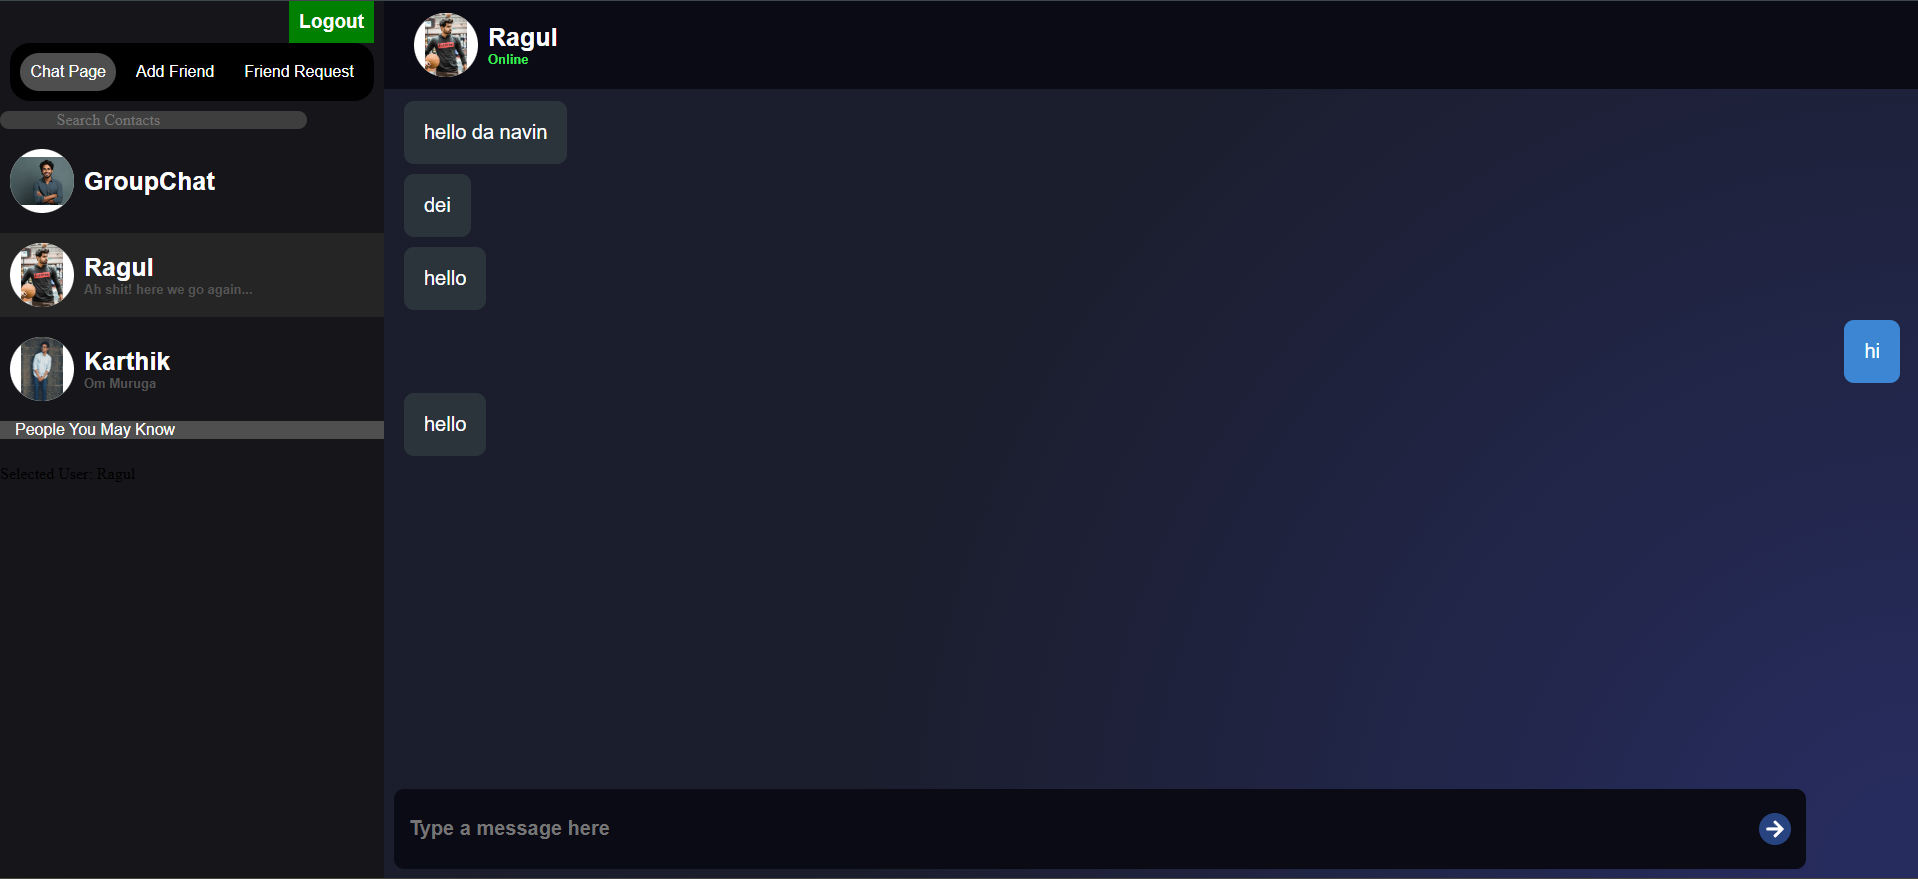 Logout
Chat Page
Add Friend
Friend Request
Search Contacts
GroupChat
Ragul
Ah shit! here we go again...
Karthik
Om Muruga
People You May Know
Selected User: Ragul
Ragul
Online
hello da navin
dei
hello
hi
hello
Type a message here